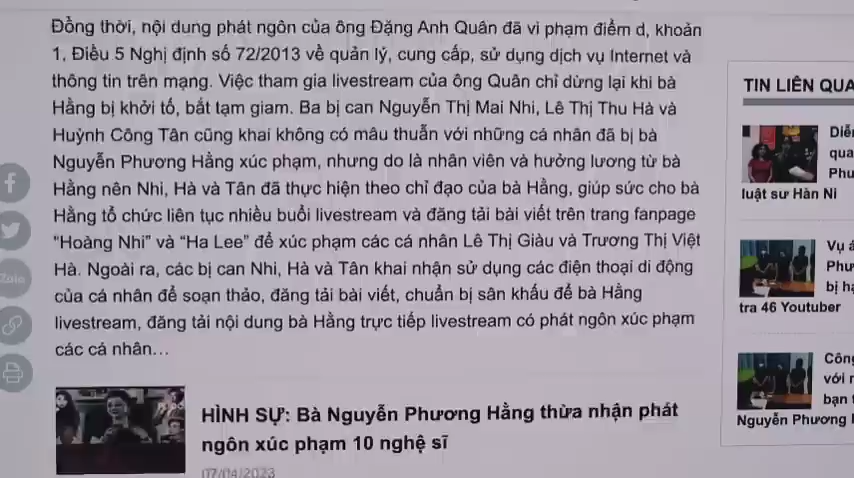 Đồng thời, nội dung phát ngôn của ông Đặng Anh Quân đã vi phạm điểm d, khoản
1, Điều 5 Nghị định số 72/2013 về quản lý, cung cấp, sử dụng dịch vụ Internet và
thông tin trên mạng. Việc tham gia livestream của ông Quân chỉ dừng lại khi bà
Hằng bị khởi tố, bắt tạm giam. Ba bị can Nguyễn Thị Mai Nhi, Lê Thị Thu Hà và
Huỳnh Công Tân cũng khai không có mâu thuẫn với những cá nhân đã bị bà
Nguyễn Phương Hằng xúc phạm, nhưng do là nhân viên và hưởng lương từ bà
Hằng nên Nhi, Hà và Tân đã thực hiện theo chỉ đạo của bà Hằng, giúp sức cho bà
Hằng tổ chức liên tục nhiều buổi livestream và đăng tải bài viết trên trang fanpage
"Hoàng Nhi" và "Ha Lee" để xúc phạm các cá nhân Lê Thị Giàu và Trương Thị Việt
Hà. Ngoài ra, các bị can Nhi, Hà và Tân khai nhận sử dụng các điện thoại di động
của cá nhân để soạn thảo, đăng tải bài viết, chuẩn bị sân khấu để bà Hằng
livestream, đăng tải nội dung bà Hằng trực tiếp livestream có phát ngôn xúc phạm
các cá nhân...
HÌNH SỰ: Bà Nguyễn Phương Hằng thừa nhận phát
ngôn xúc phạm 10 nghệ sĩ
07/04/2023
Zalo
TIN LIÊN QUA
Diễ
qua
Phu
luật sư Hàn Ni
Vụ á
Phư
bị hạ
tra 46 Youtuber
Côn
với n
bạn t
Nguyễn Phương